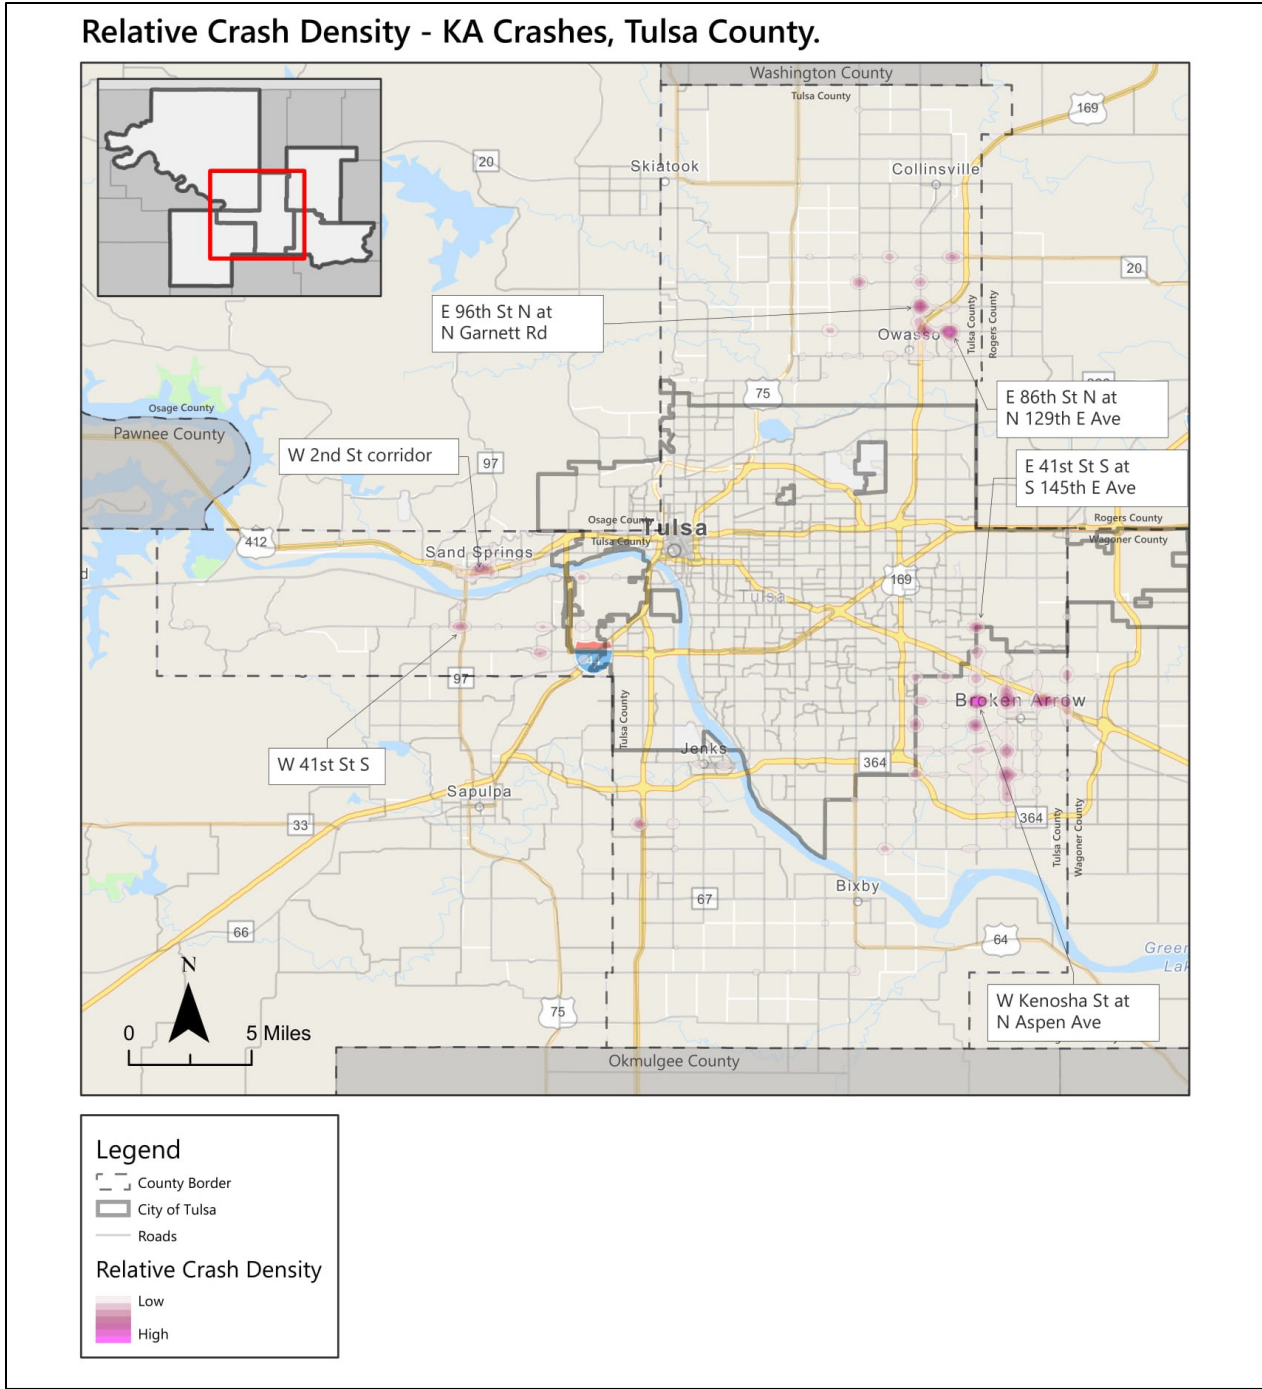 Relative Crash Density - KA Crashes, Tulsa County.
Washington County
Tulsa County
169
20
Skiatook
Collinsville
20
E 96th St N at
N Garnett Rd
Tulsa County
Rogers County
Owasso
75
E 86th St N at
N 129th E Ave
Osage County
Pawnee County
W 2nd St corridor
97
E 41st St S at
S 145th E Ave
Osage County
Tulsa
Tulsa County
Rogers County
Wagoner County
412
Sand Springs
169
Tulsa
44
97
Broken Arrow
Tulsa County
W 41st St S
Jenks
364
Sapulpa
33
364
Tulsa County
Wagoner County
Bixby
67
66
64
Green
N
W Kenosha St at
N Aspen Ave
75
0 5 Miles
Okmulgee County
Legend
County Border
City of Tulsa
Roads
Relative Crash Density
Low
High